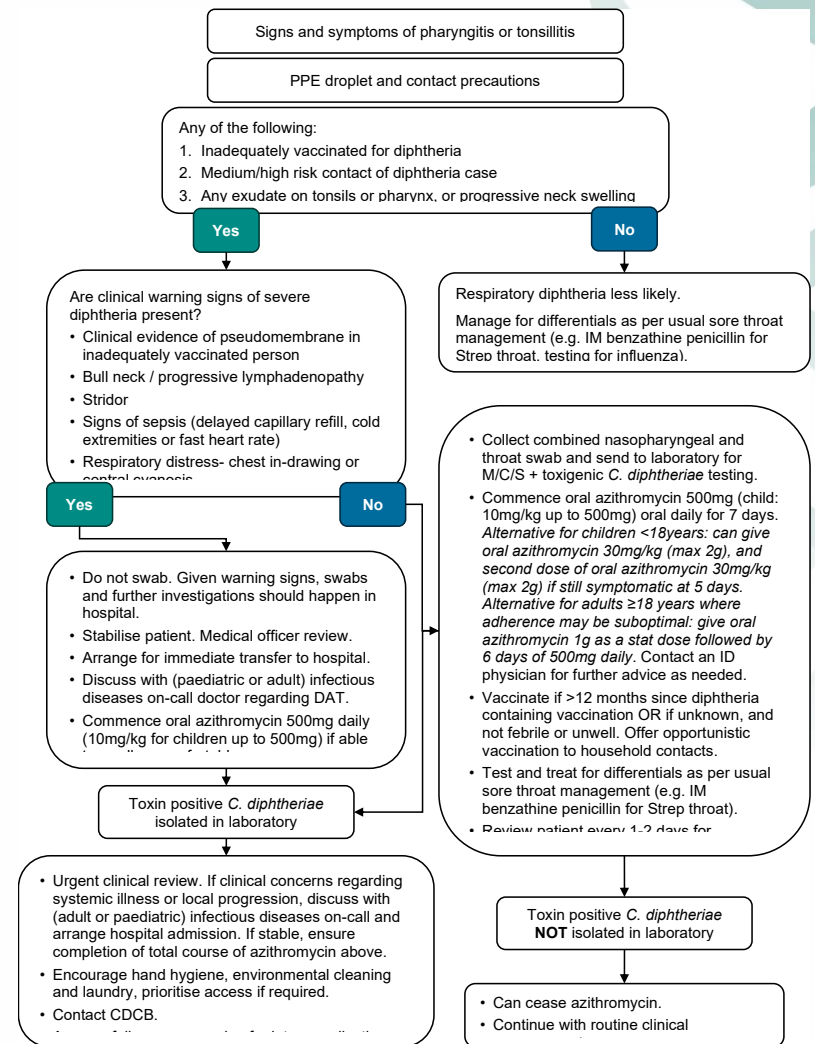 Signs and symptoms of pharyngitis or tonsillitis
PPE droplet and contact precautions
Any of the following:
1. Inadequately vaccinated for diphtheria
2. Medium/high risk contact of diphtheria case
3. Any exudate on tonsils or pharynx, or progressive neck swelling
Yes
No
Are clinical warning signs of severe
diphtheria present?
• Clinical evidence of pseudomembrane in
inadequately vaccinated person
• Bull neck / progressive lymphadenopathy
• Stridor
• Signs of sepsis (delayed capillary refill, cold
extremities or fast heart rate)
• Respiratory distress- chest in-drawing or
central cyanosis
Respiratory diphtheria less likely.
Manage for differentials as per usual sore throat
management (e.g. IM benzathine penicillin for
Strep throat, testing for influenza).
Yes
No
• Do not swab. Given warning signs, swabs
and further investigations should happen in
hospital.
• Stabilise patient. Medical officer review.
• Arrange for immediate transfer to hospital.
• Discuss with (paediatric or adult) infectious
diseases on-call doctor regarding DAT.
• Commence oral azithromycin 500mg daily
(10mg/kg for children up to 500mg) if able
• Collect combined nasopharyngeal and
throat swab and send to laboratory for
M/C/S + toxigenic C. diphtheriae testing.
• Commence oral azithromycin 500mg (child:
10mg/kg up to 500mg) oral daily for 7 days.
Alternative for children <18years: can give
oral azithromycin 30mg/kg (max 2g), and
second dose of oral azithromycin 30mg/kg
(max 2g) if still symptomatic at 5 days.
Alternative for adults ≥18 years where
adherence may be suboptimal: give oral
azithromycin 1g as a stat dose followed by
6 days of 500mg daily. Contact an ID
physician for further advice as needed.
• Vaccinate if >12 months since diphtheria
containing vaccination OR if unknown, and
not febrile or unwell. Offer opportunistic
vaccination to household contacts.
• Test and treat for differentials as per usual
sore throat management (e.g. IM
benzathine penicillin for Strep throat).
• Review patient every 1-2 days for
Toxin positive C. diphtheriae
isolated in laboratory
• Urgent clinical review. If clinical concerns regarding
systemic illness or local progression, discuss with
(adult or paediatric) infectious diseases on-call and
arrange hospital admission. If stable, ensure
completion of total course of azithromycin above.
• Encourage hand hygiene, environmental cleaning
and laundry, prioritise access if required.
• Contact CDCB.
Toxin positive C. diphtheriae
NOT isolated in laboratory
• Can cease azithromycin.
• Continue with routine clinical